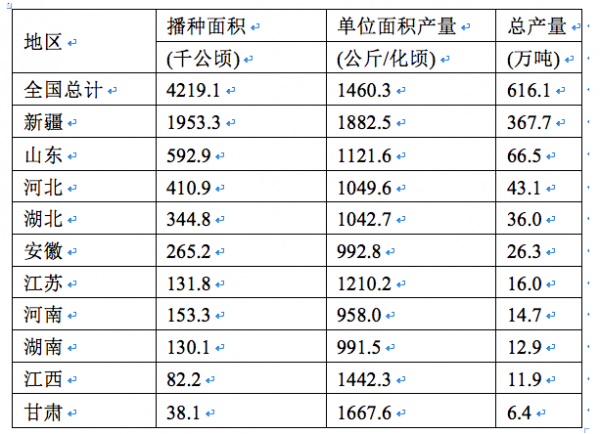 地区 播种面积 单位面积产量 总产量
(千公顷) (公斤/化顷) (万吨)
全国总计 4219.1 1460.3 616.1
新疆 1953.3 1882.5 367.7
山东 592.9 1121.6 66.5
河北 410.9 1049.6 43.1
湖北 344.8 1042.7 36.0
安徽 265.2 992.8 26.3
江苏 131.8 1210.2 16.0
河南 153.3 958.0 14.7
湖南 130.1 991.5 12.9
江西 82.2 1442.3 11.9
甘肃 38.1 1667.6 6.4